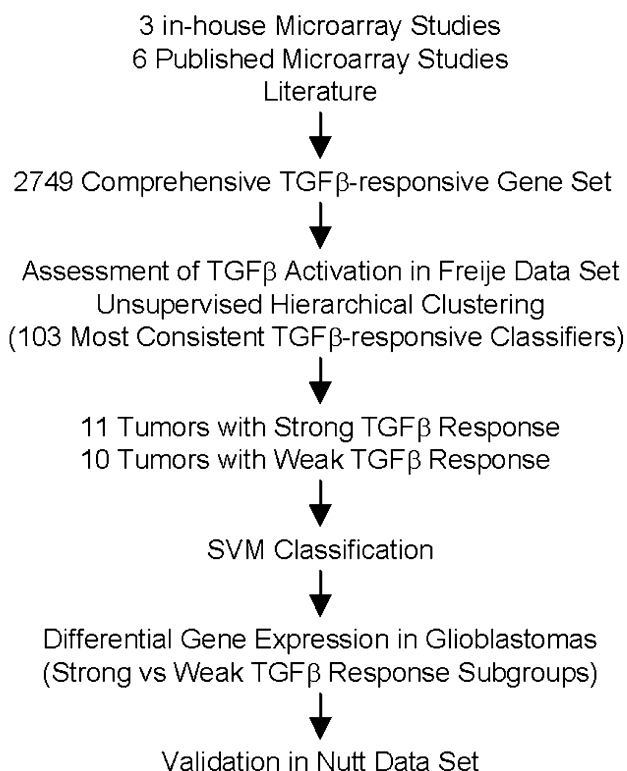 3 in-house Microarray Studies
6 Published Microarray Studies
Literature
2749 Comprehensive TGFβ-responsive Gene Set
Assessment of TGFβ Activation in Freije Data Set
Unsupervised Hierarchical Clustering
(103 Most Consistent TGFβ-responsive Classifiers)
11 Tumors with Strong TGFβ Response
10 Tumors with Weak TGFβ Response
SVM Classification
Differential Gene Expression in Glioblastomas
(Strong vs Weak TGFβ Response Subgroups)
Validation in Nutt Data Set